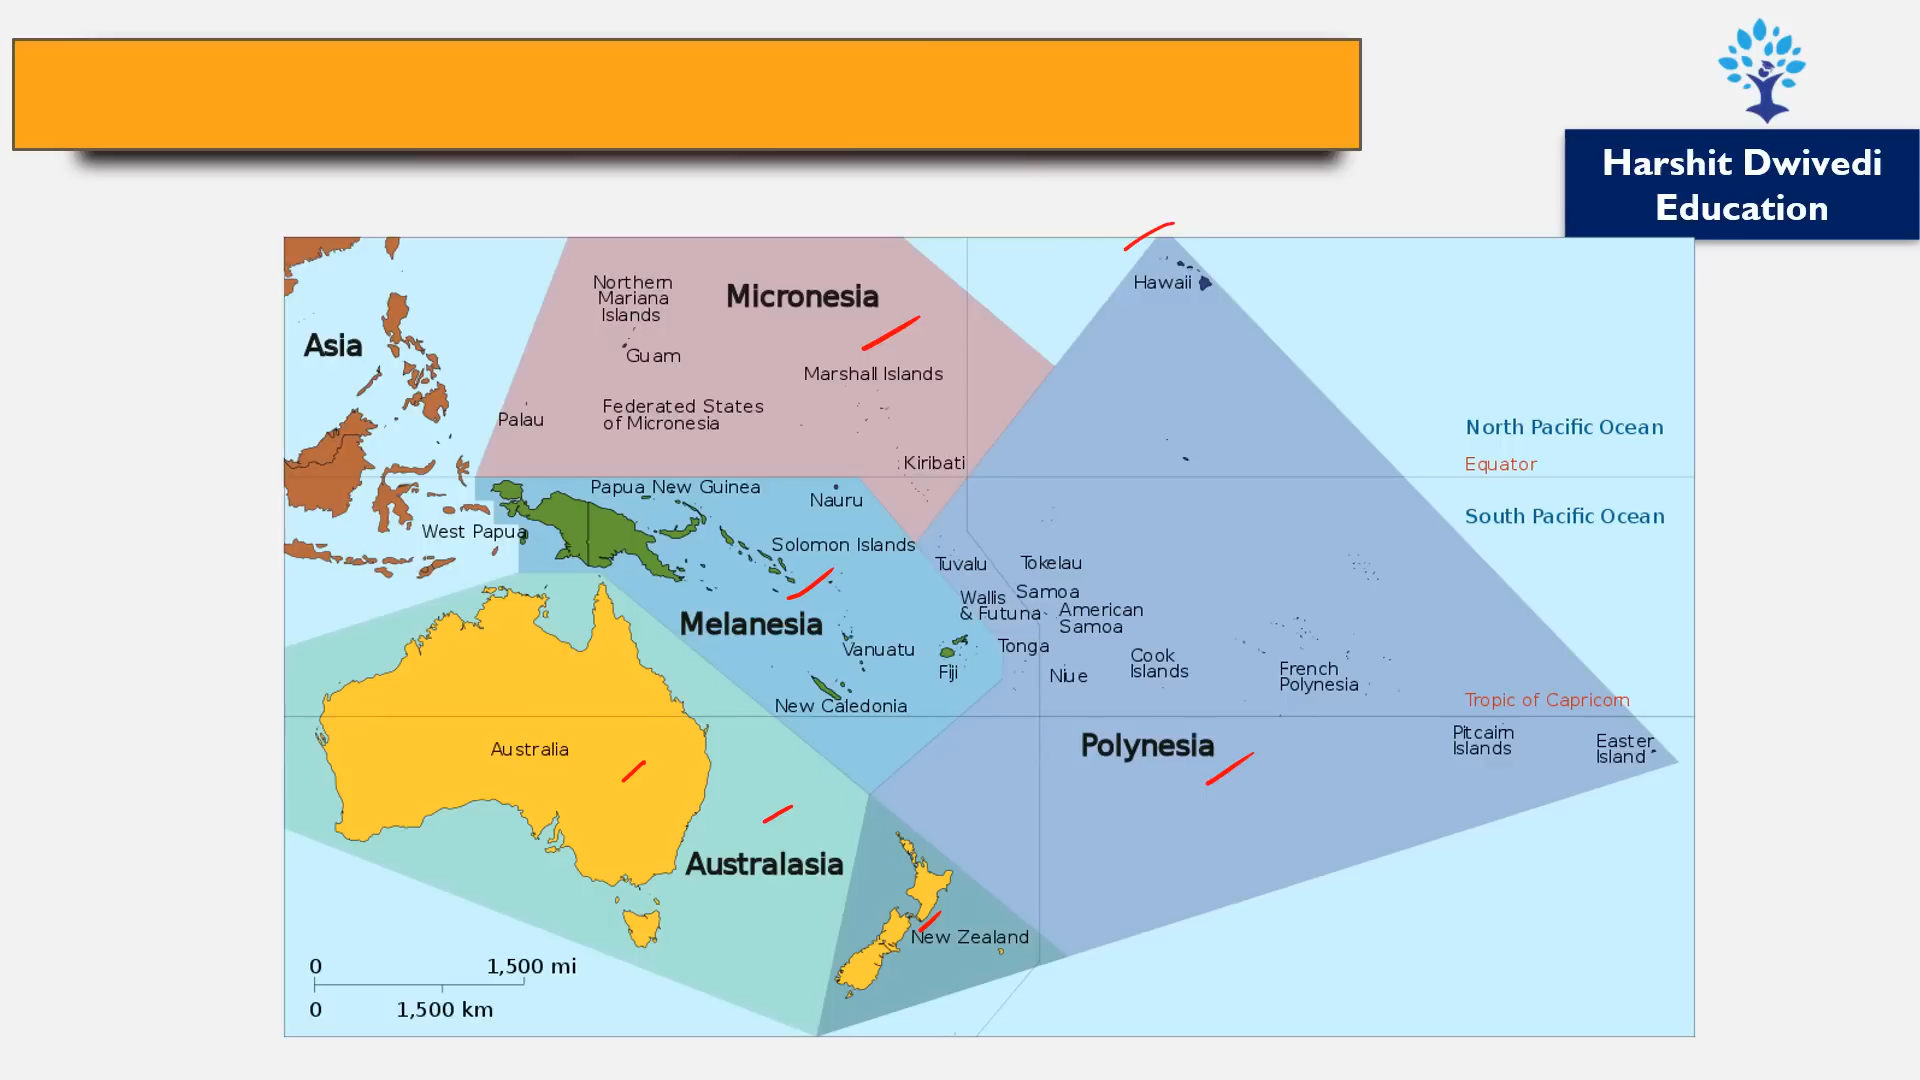 Harshit Dwivedi
Education
Northern
Mariana
Islands
Micronesia
Hawaii
Asia
Guam
Marshall Islands
Palau
Federated States
of Micronesia
North Pacific Ocean
Kiribati
Equator
Papua New Guinea
Nauru
South Pacific Ocean
West Papua
Solomon Islands
Tuvalu
Tokelau
Wallis
& Futuna
Samoa
American
Samoa
Melanesia
Vanuatu
Fiji
Tonga
Niue
Cook
Islands
French
Polynesia
New Caledonia
Tropic of Capricorn
Australia
Polynesia
Pitcairn
Islands
Easter
Island
Australasia
New Zealand
0 1,500 mi
0 1,500 km